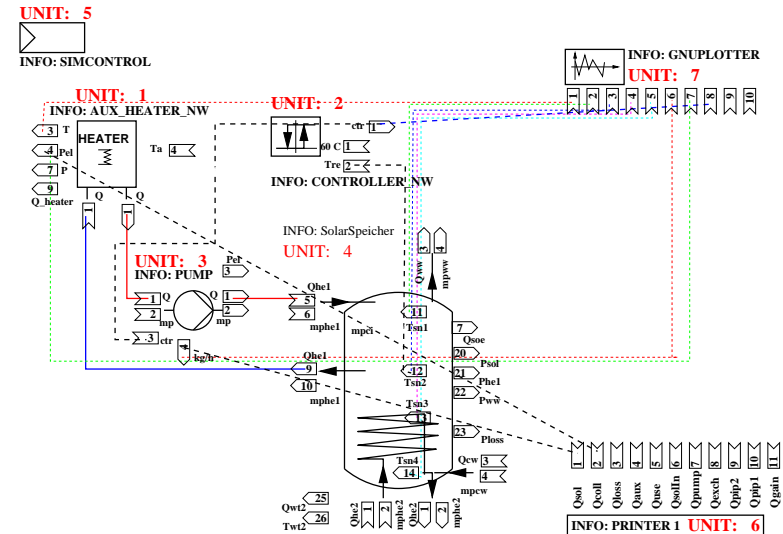 UNIT: 5
INFO: SIMCONTROL
INFO: GNUPLOTTER
UNIT: 7
1 2 3 4 5 6 7 8 9 10
UNIT: 1
INFO: AUX_HEATER_NW
HEATER
3 T
4 Pel
7 P
9
Q_heater
Ta 4
Q Q
1 1
UNIT: 2
ctr 1
60 C 1
Tre 2
INFO: CONTROLLER_NW
UNIT: 3
INFO: PUMP
Pel
3
1 Q
2
mp
Q 1
2
mp
3 ctr
4
kg/h
INFO: SolarSpeicher
UNIT: 4
3 4
Qww mpww
Qhe1
5
6
mphe1
mpci
11
Tsn1
7
Qsoe
20
Psol
21
Phe1
22
Pww
23
Ploss
Qhe1
9
10
mphe1
12
Tsn2
Tsn3
13
Tsn4
14
Qcw 3
4
mpcw
25
Qwt2
26
Twt2
Qhe2 1 2 mphe2
Qhe2 1 2 mphe2
1 2 3 4 5 6 7 8 9 10 11
Qsol Qcoll Qloss Qaux Quse QsolIn Qpump Qexch Qpip2 Qpip1 Qgain
INFO: PRINTER 1 UNIT: 6